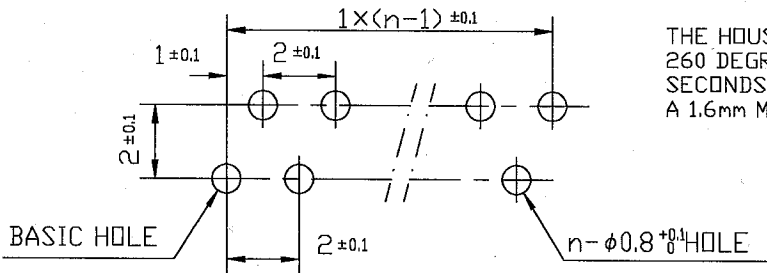 1×(n-1) ±0.1
1 ±0.1
2 ±0.1
2 ±0.1
BASIC HOLE
2 ±0.1
n-ϕ0.8 +0.1 0 HOLE
THE HOUS
260 DEGR
SECONDS
A 1.6mm M